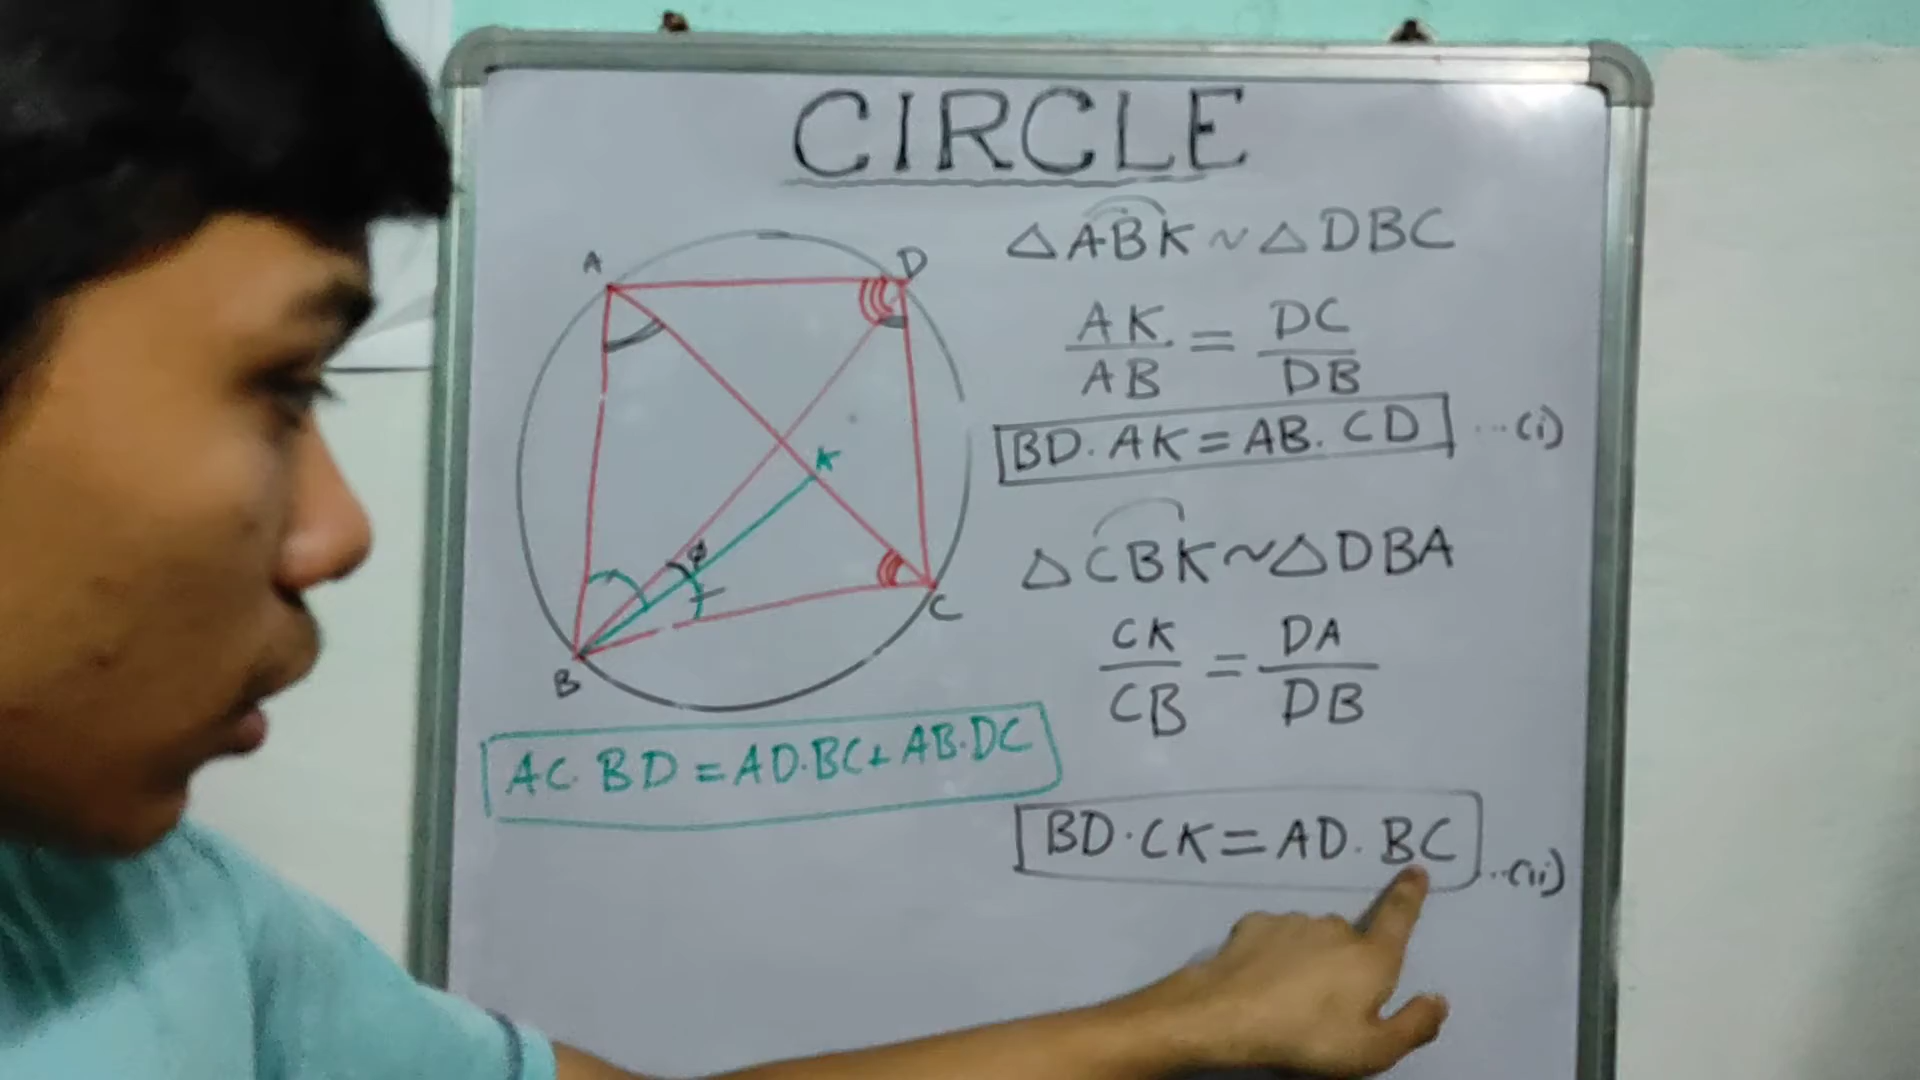 CIRCLE
A
D
K
φ
C
B
AC.BD=AD.BC+AB.DC
△ABK~△DBC
AK/AB = DC/DB
BD.AK=AB.CD ...(i)
△CBK~△DBA
CK/CB = DA/DB
BD.CK=AD.BC ...(ii)